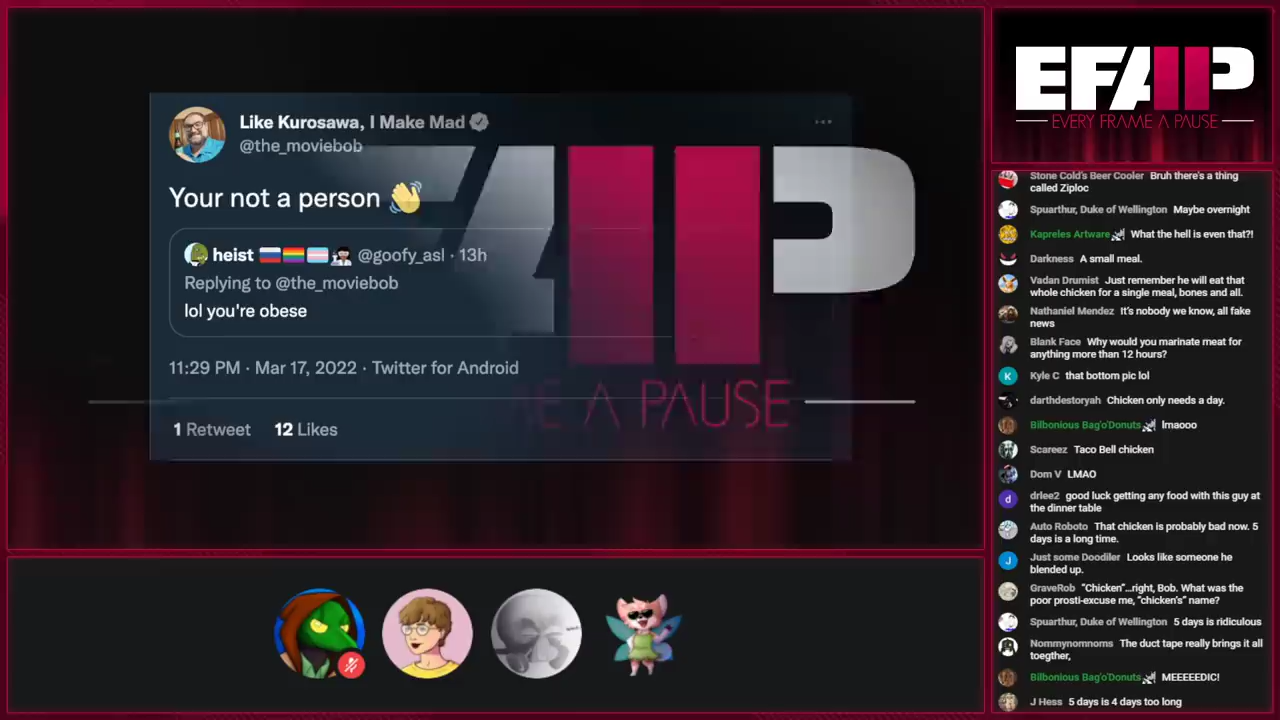 Like Kurosawa, I Make Mad
@the_moviebob
Your not a person 👋
heist @goofy_asl · 13h
Replying to @the_moviebob
lol you're obese
11:29 PM · Mar 17, 2022 · Twitter for Android
1 Retweet 12 Likes
AP
ME A PAUSE
EFAP
EVERY FRAME A PAUSE
Stone Cold's Beer Cooler Bruh there's a thing
called Ziploc
Spuarthur, Duke of Wellington Maybe overnight
Kapreles Artware What the hell is even that?!
Darkness A small meal.
Vadan Drumist Just remember he will eat that
whole chicken for a single meal, bones and all.
Nathaniel Mendez It's nobody we know, all fake
news
Blank Face Why would you marinate meat for
anything more than 12 hours?
K
Kyle C that bottom pic lol
darthdestoryah Chicken only needs a day.
Bilbonious Bag'o'Donuts lmaooo
Scareez Taco Bell chicken
Dom V LMAO
d
drlee2 good luck getting any food with this guy at
the dinner table
Auto Roboto That chicken is probably bad now. 5
days is a long time.
J
Just some Doodiler Looks like someone he
blended up.
GraveRob “Chicken”...right, Bob. What was the
poor prosti-excuse me, “chicken’s” name?
Spuarthur, Duke of Wellington 5 days is ridiculous
Nommynomnoms The duct tape really brings it all
toegther,
Bilbonious Bag'o'Donuts MEEEEEDIC!
J Hess 5 days is 4 days too long